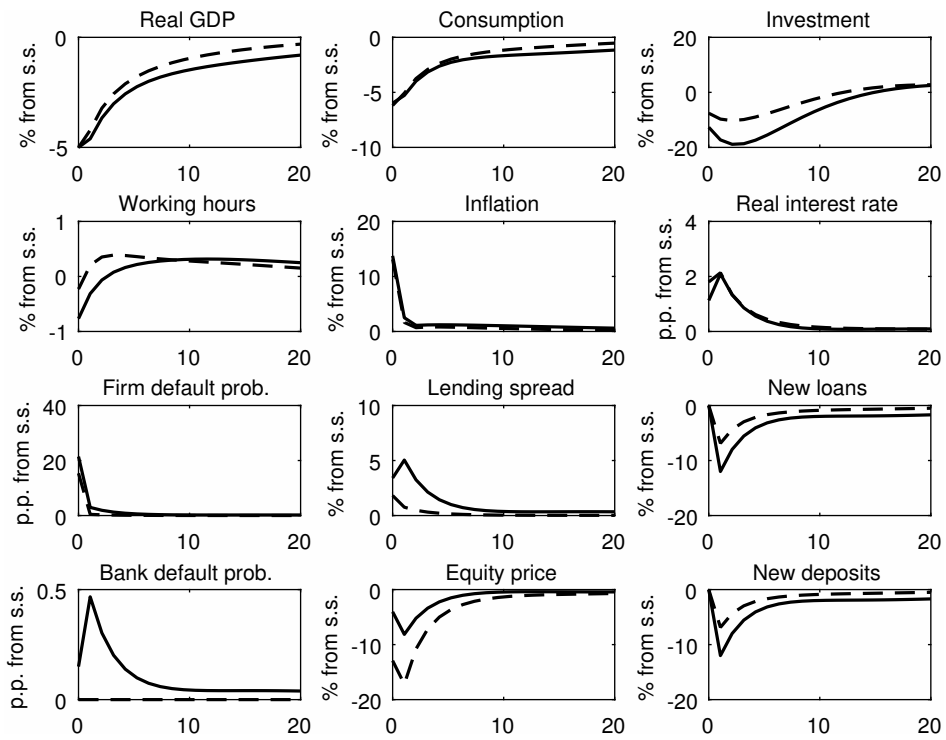 Real GDP
% from s.s.
0
-5
0 10 20
Consumption
% from s.s.
0
-5
-10
0 10 20
Investment
% from s.s.
20
0
-20
0 10 20
Working hours
% from s.s.
1
0
-1
0 10 20
Inflation
% from s.s.
20
10
0
0 10 20
Real interest rate
p.p. from s.s.
4
2
0
0 10 20
Firm default prob.
p.p. from s.s.
40
20
0
0 10 20
Lending spread
% from s.s.
10
5
0
0 10 20
New loans
% from s.s.
0
-10
-20
0 10 20
Bank default prob.
p.p. from s.s.
0.5
0
0 10 20
Equity price
% from s.s.
0
-10
-20
0 10 20
New deposits
% from s.s.
0
-10
-20
0 10 20